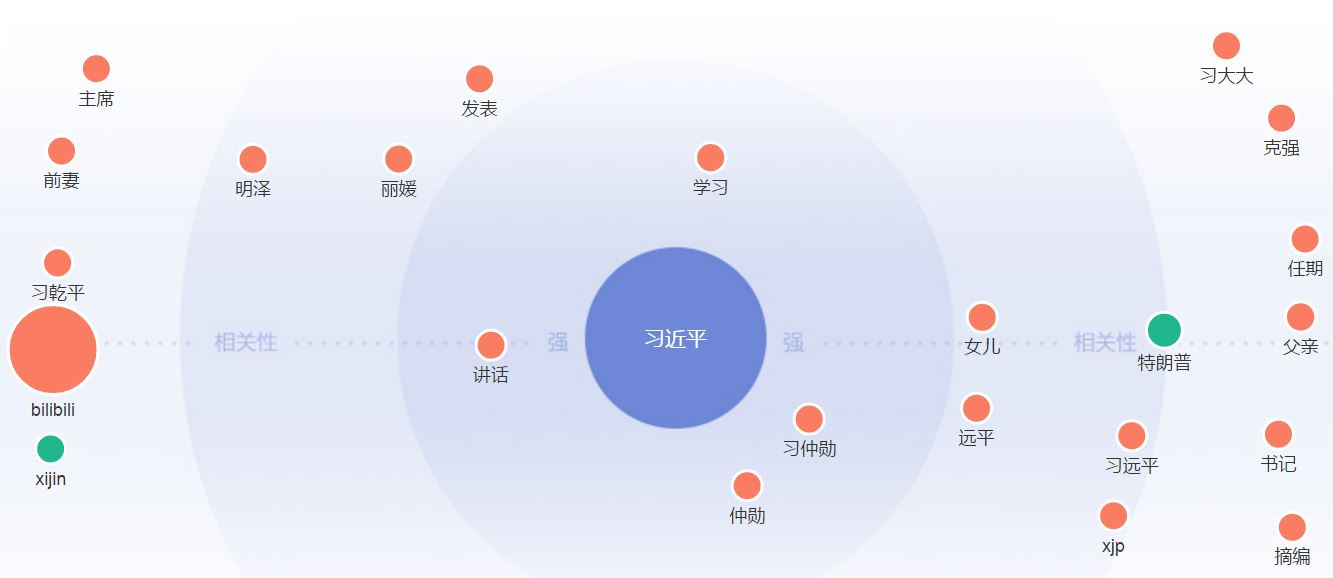 习大大
主席
发表
克强
前妻
明泽
丽媛
学习
任期
习乾平
相关性
强
习近平
强
相关性
女儿
父亲
特朗普
讲话
bilibili
远平
习仲勋
习远平
书记
xijin
仲勋
xjp
摘编